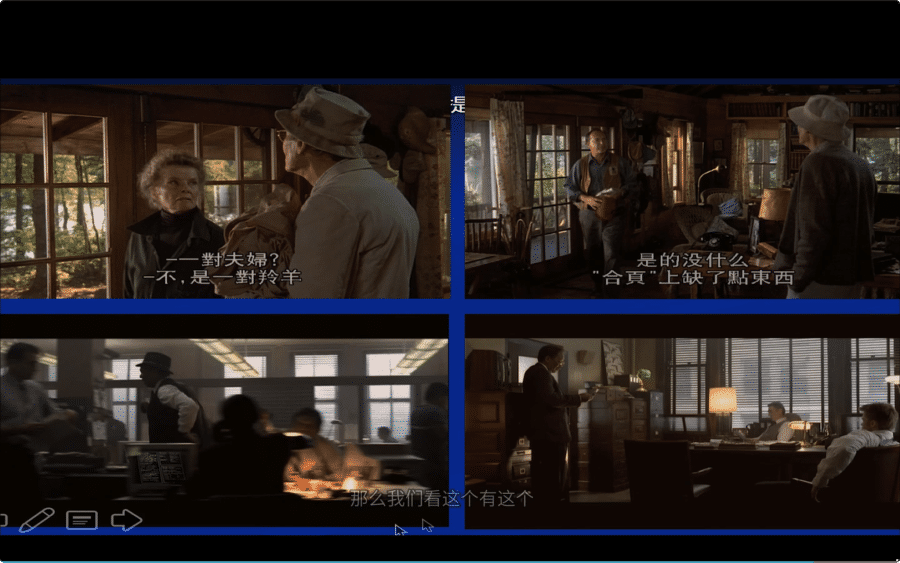 是
-一對夫婦?
-不,是一對羚羊
是的没什么
"合頁"上缺了點東西
那么我们看这个有这个